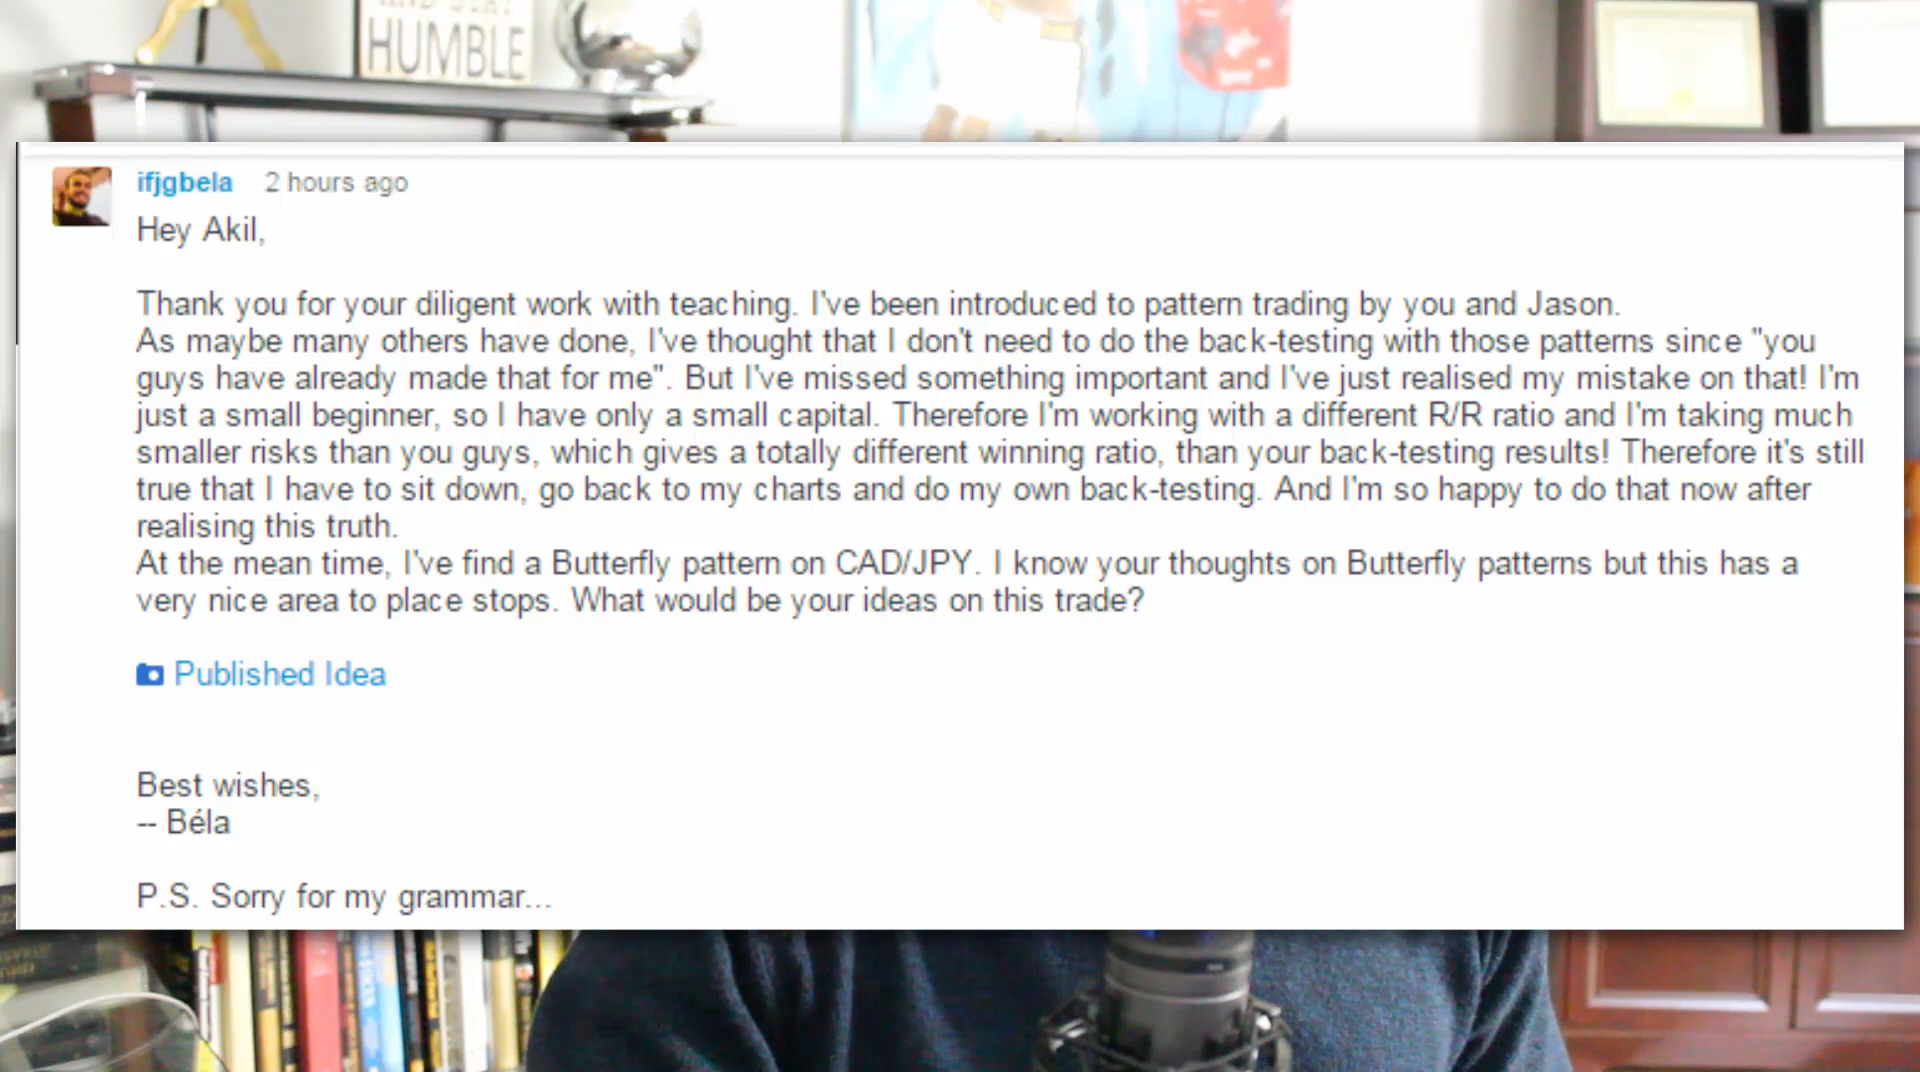 HUMBLE
ifjgbela 2 hours ago
Hey Akil,
Thank you for your diligent work with teaching. I've been introduced to pattern trading by you and Jason.
As maybe many others have done, I've thought that I don't need to do the back-testing with those patterns since "you
guys have already made that for me". But I've missed something important and I've just realised my mistake on that! I'm
just a small beginner, so I have only a small capital. Therefore I'm working with a different R/R ratio and I'm taking much
smaller risks than you guys, which gives a totally different winning ratio, than your back-testing results! Therefore it's still
true that I have to sit down, go back to my charts and do my own back-testing. And I'm so happy to do that now after
realising this truth.
At the mean time, I've find a Butterfly pattern on CAD/JPY. I know your thoughts on Butterfly patterns but this has a
very nice area to place stops. What would be your ideas on this trade?
Published Idea
Best wishes,
-- Béla
P.S. Sorry for my grammar...